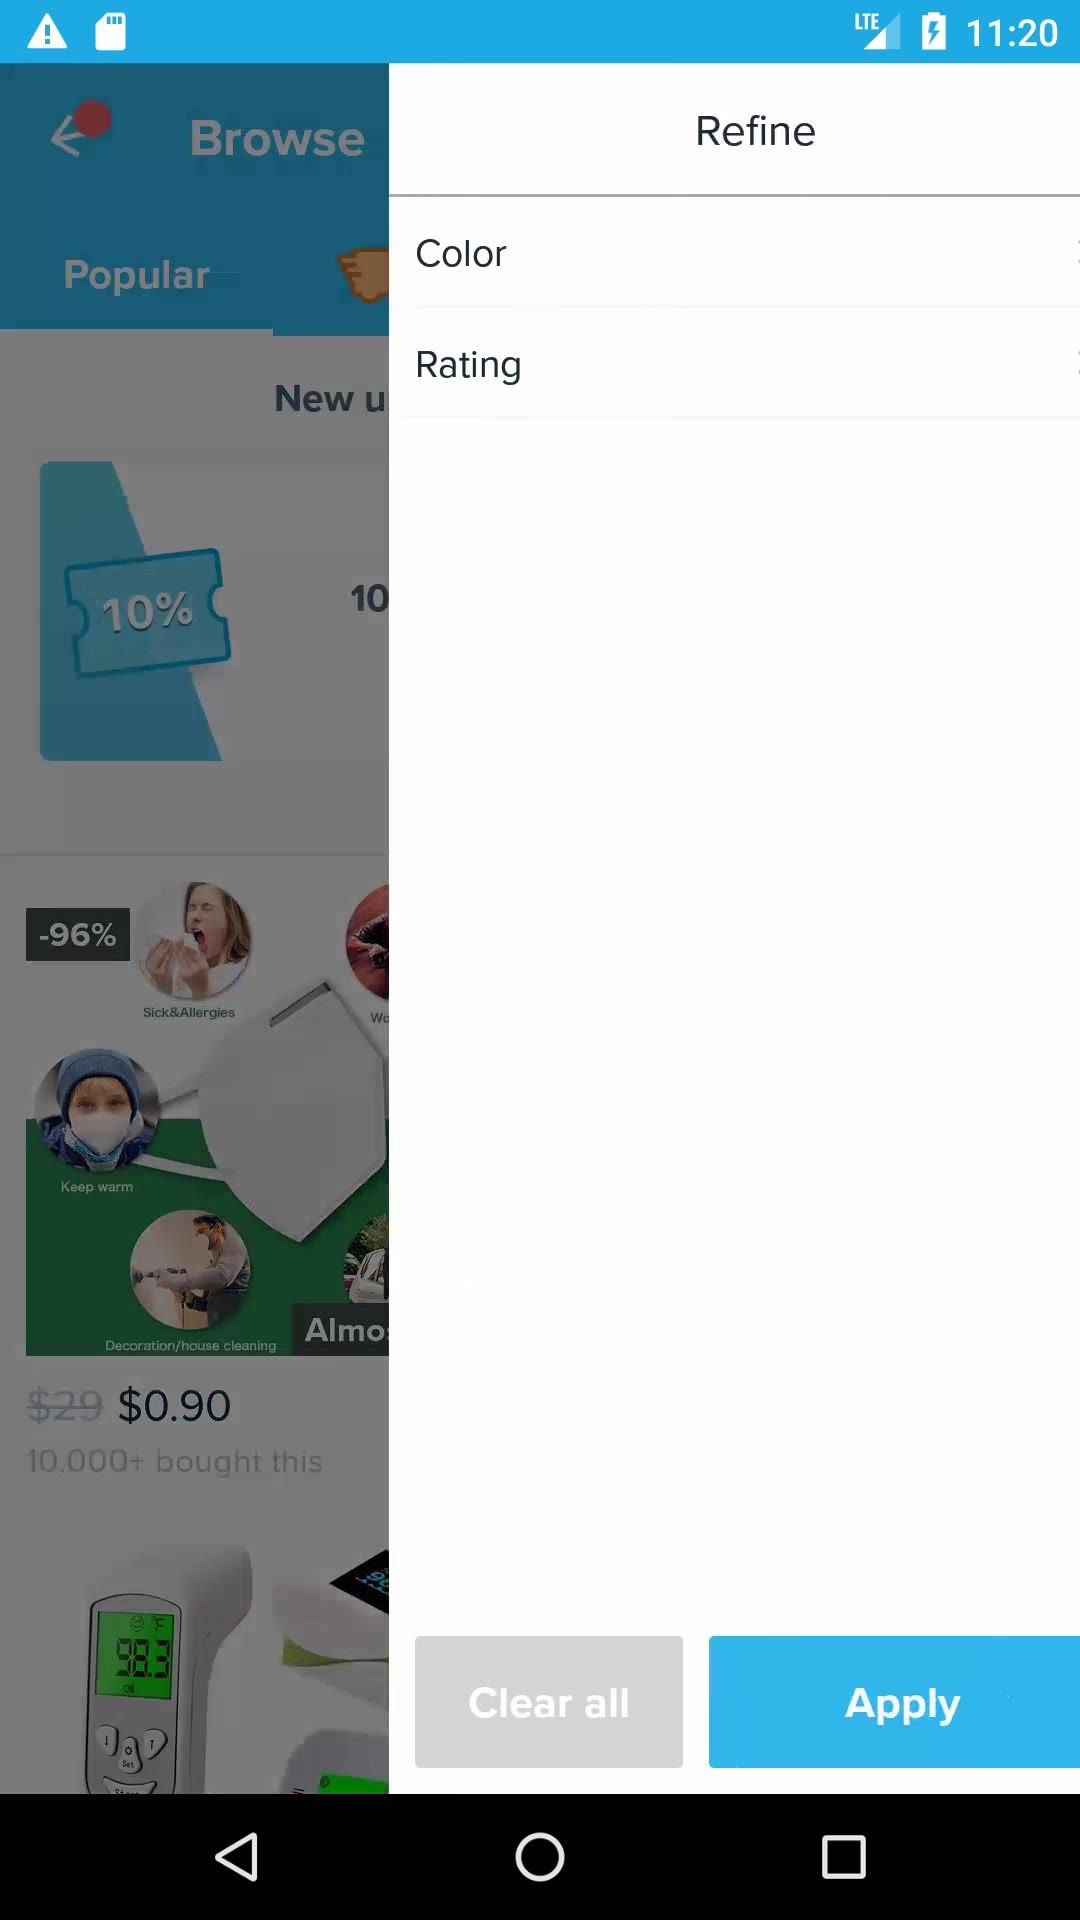 LTE 11:20
Browse
Refine
Popular
Color
Rating
New u
10%
10
-96%
Sick&Allergies
Wo
Keep warm
Almos
Decoration/house cleaning
$29 $0.90
10,000+ bought this
°F
98.3
Set
Clear all
Apply